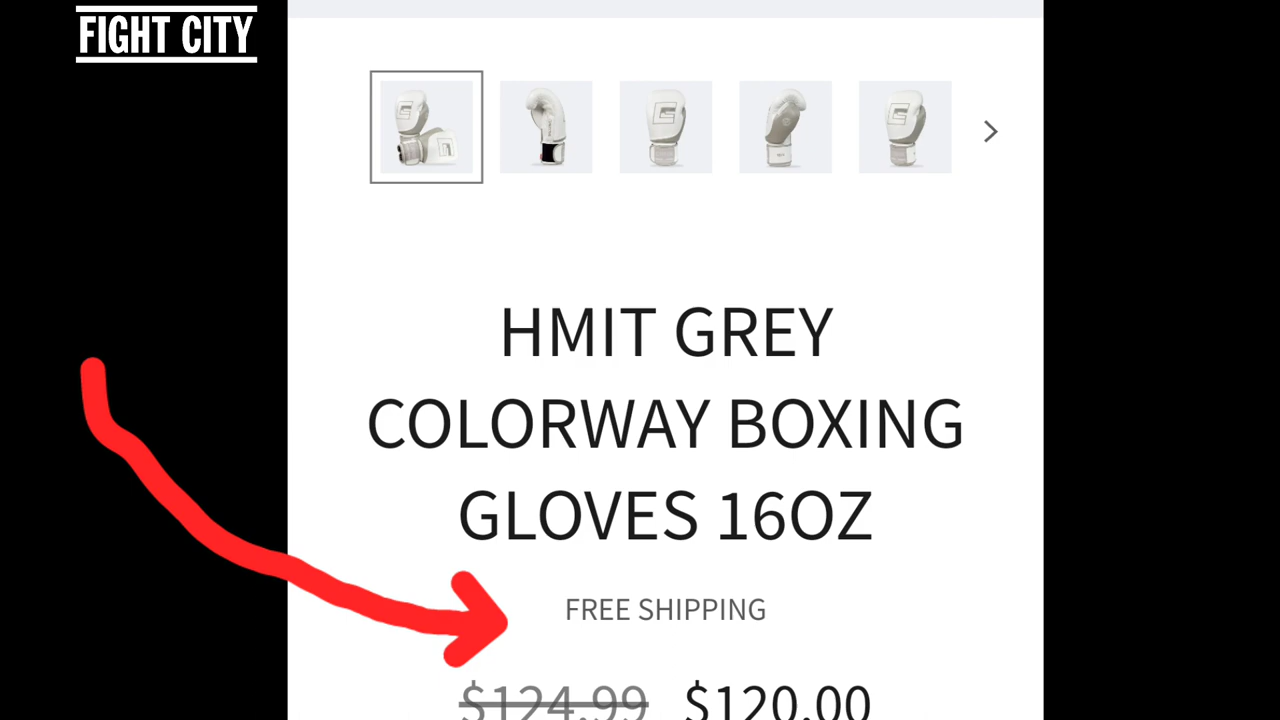 FIGHT CITY
HMIT GREY
COLORWAY BOXING
GLOVES 16OZ
FREE SHIPPING
$124.99 $120.00